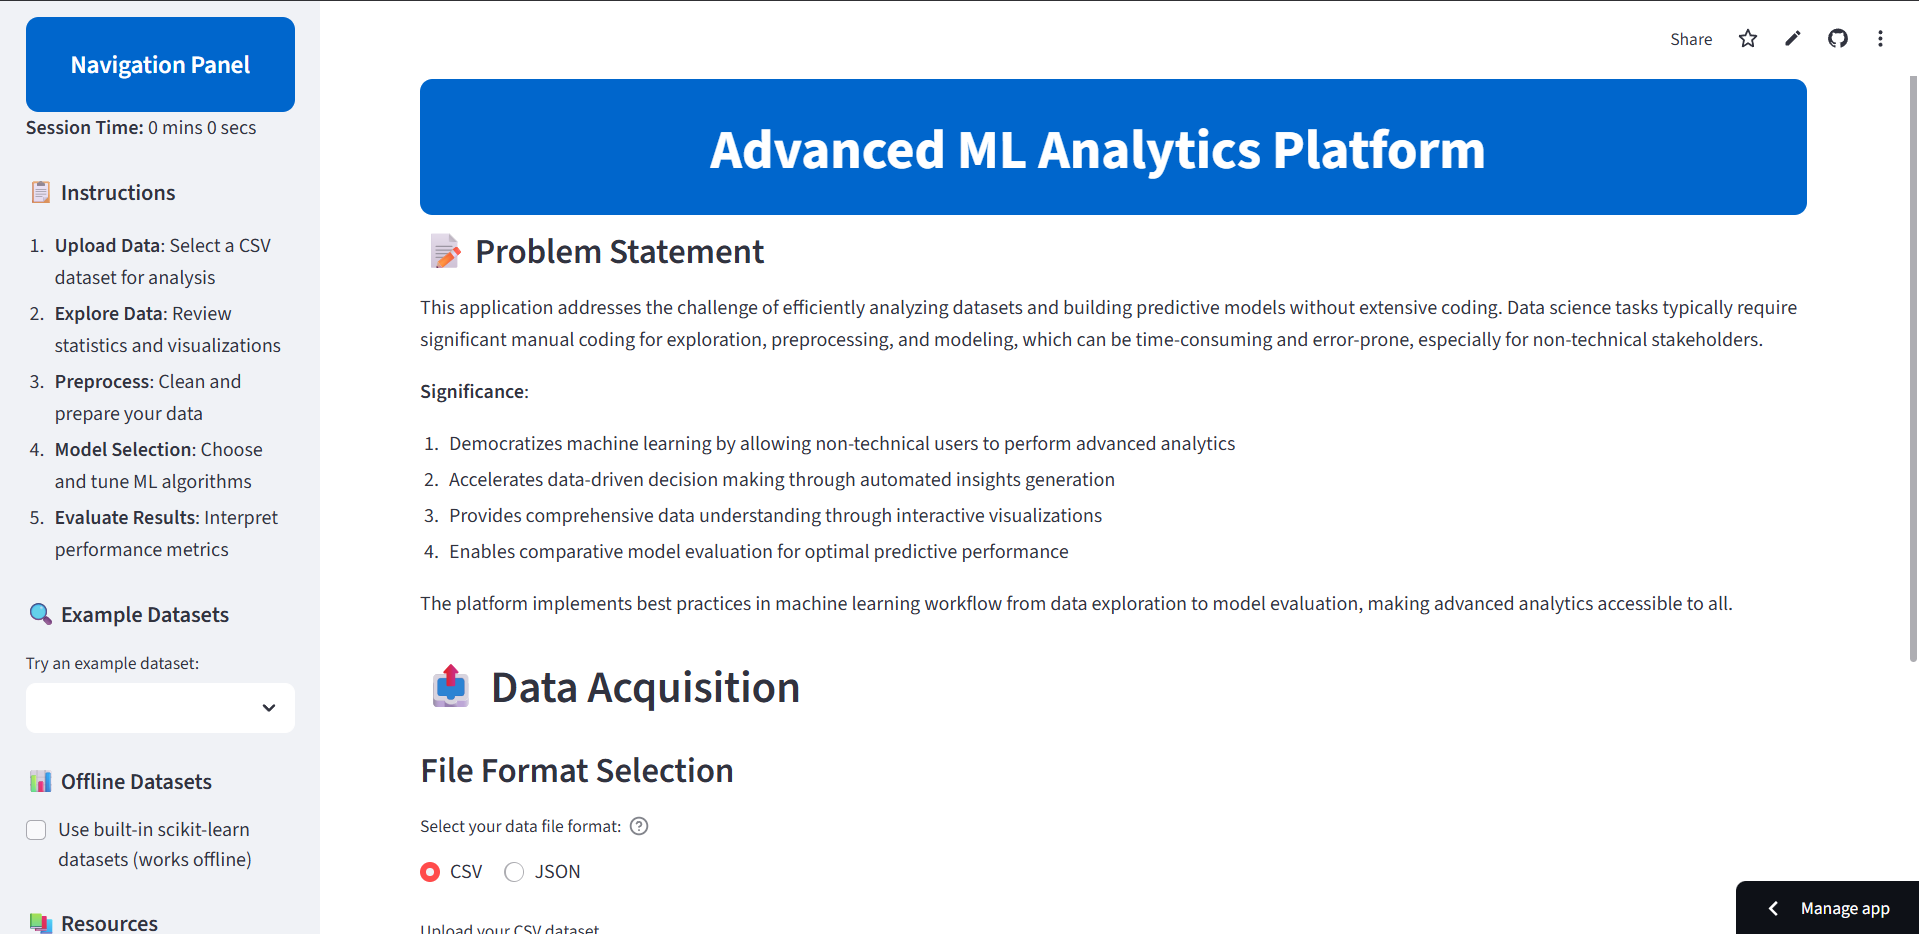 Navigation Panel
Session Time: 0 mins 0 secs
Instructions
1. Upload Data: Select a CSV
dataset for analysis
2. Explore Data: Review
statistics and visualizations
3. Preprocess: Clean and
prepare your data
4. Model Selection: Choose
and tune ML algorithms
5. Evaluate Results: Interpret
performance metrics
Example Datasets
Try an example dataset:
Offline Datasets
Use built-in scikit-learn
datasets (works offline)
Resources
Share
Advanced ML Analytics Platform
Problem Statement
This application addresses the challenge of efficiently analyzing datasets and building predictive models without extensive coding. Data science tasks typically require
significant manual coding for exploration, preprocessing, and modeling, which can be time-consuming and error-prone, especially for non-technical stakeholders.
Significance:
1. Democratizes machine learning by allowing non-technical users to perform advanced analytics
2. Accelerates data-driven decision making through automated insights generation
3. Provides comprehensive data understanding through interactive visualizations
4. Enables comparative model evaluation for optimal predictive performance
The platform implements best practices in machine learning workflow from data exploration to model evaluation, making advanced analytics accessible to all.
Data Acquisition
File Format Selection
Select your data file format:
CSV JSON
Upload your CSV dataset
Manage app